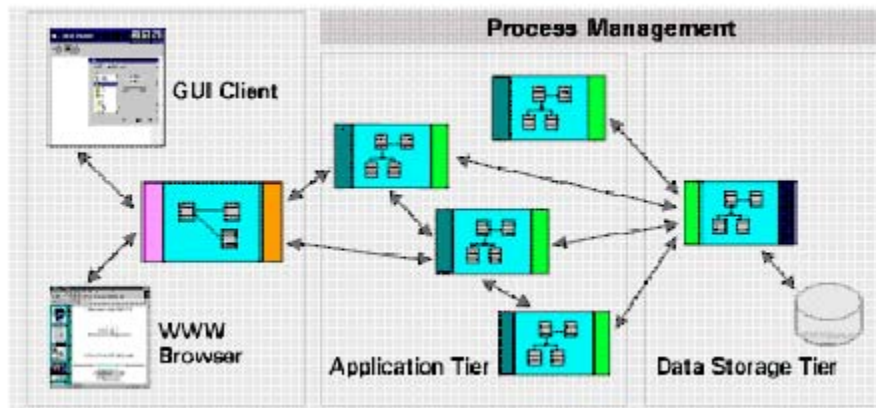 Process Management
GUI Client
WWW
Browser
Application Tier
Data Storage Tier